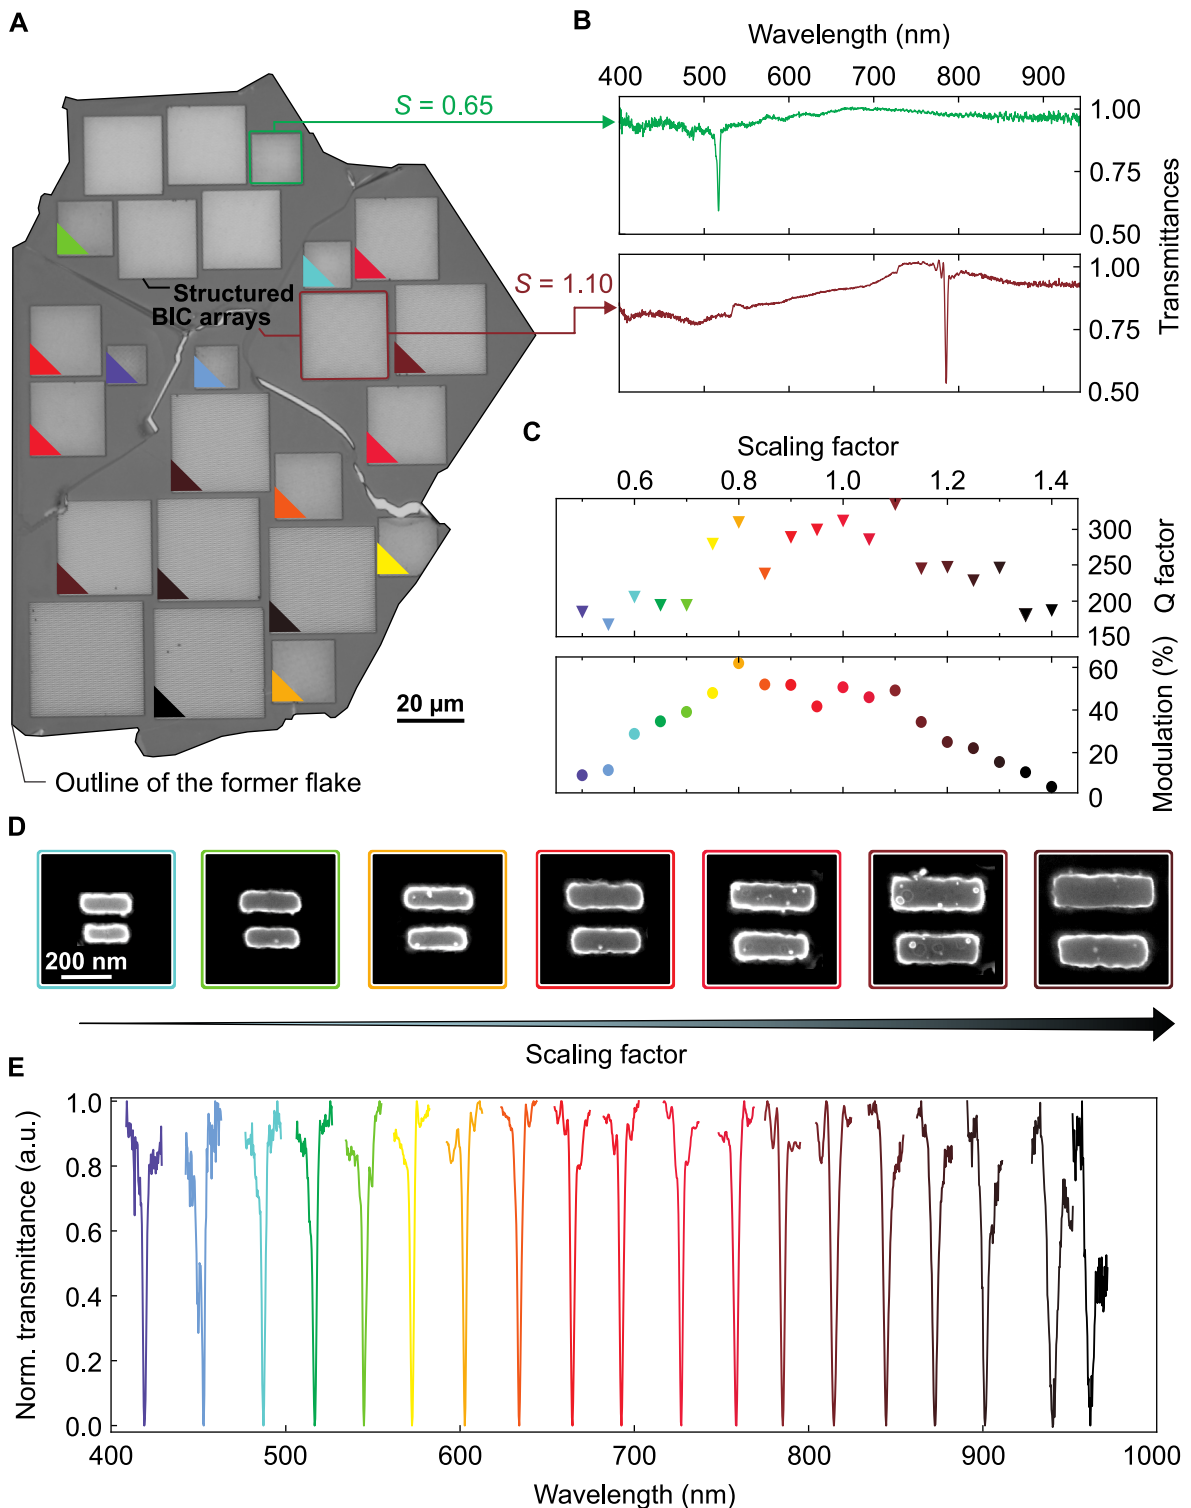 A
S = 0.65
S = 1.10
Structured
BIC arrays
20 µm
Outline of the former flake
B
Wavelength (nm)
400 500 600 700 800 900
1.00
0.75
0.50
1.00
0.75
0.50
Transmittances
C
Scaling factor
0.6 0.8 1.0 1.2 1.4
300
250
200
150
Q factor
60
40
20
0
Modulation (%)
D
200 nm
Scaling factor
E
Norm. transmittance (a.u.)
1.0
0.8
0.6
0.4
0.2
0.0
400 500 600 700 800 900 1000
Wavelength (nm)